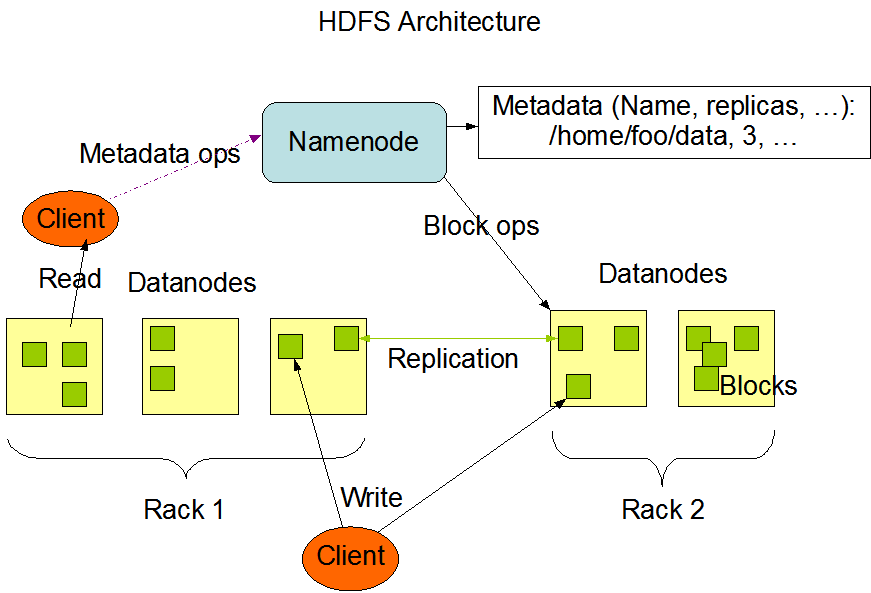 HDFS Architecture
Metadata (Name, replicas, …):
/home/foo/data, 3, …
Namenode
Metadata ops
Client
Block ops
Read
Datanodes
Datanodes
Replication
Blocks
Write
Rack 1
Rack 2
Client